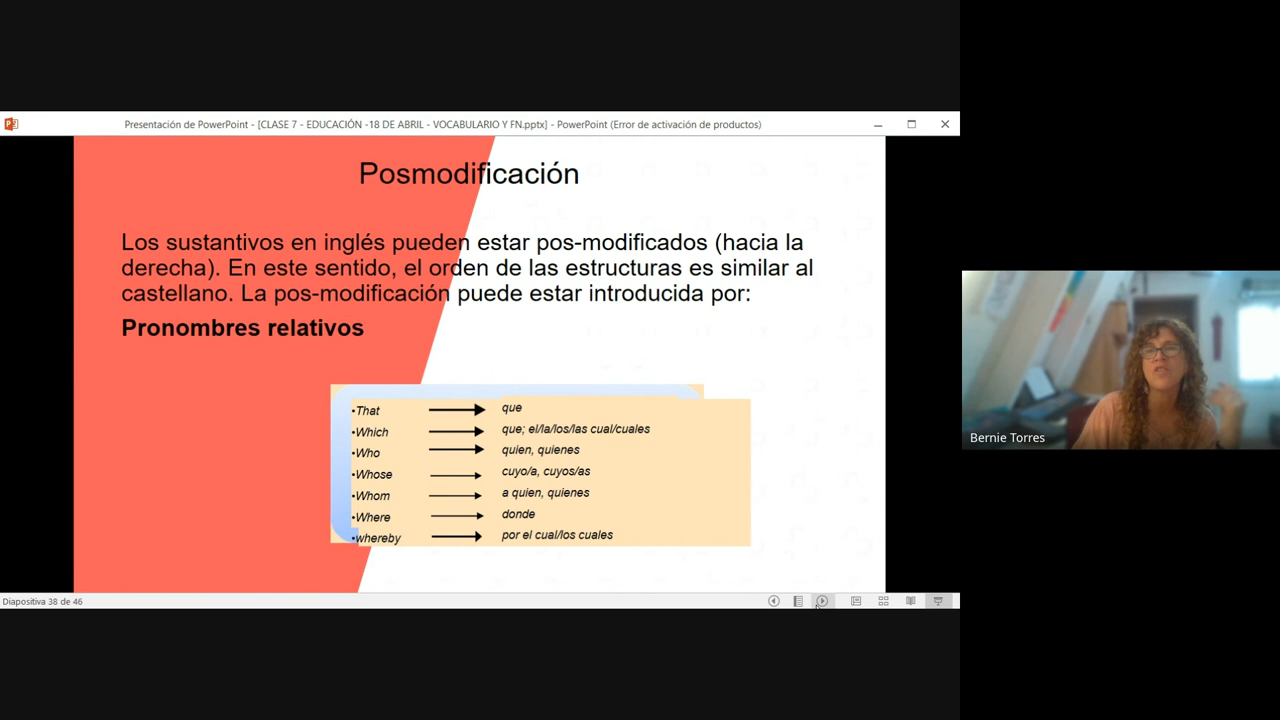 Presentación de PowerPoint - [CLASE 7 - EDUCACIÓN -18 DE ABRIL - VOCABULARIO Y FN.pptx] - PowerPoint (Error de activación de productos)
Posmodificación
Los sustantivos en inglés pueden estar pos-modificados (hacia la
derecha). En este sentido, el orden de las estructuras es similar al
castellano. La pos-modificación puede estar introducida por:
Pronombres relativos
•That que
•Which que; el/la/los/las cual/cuales
•Who quien, quienes
•Whose cuyo/a, cuyos/as
•Whom a quien, quienes
•Where donde
•whereby por el cual/los cuales
Bernie Torres
Diapositiva 38 de 46